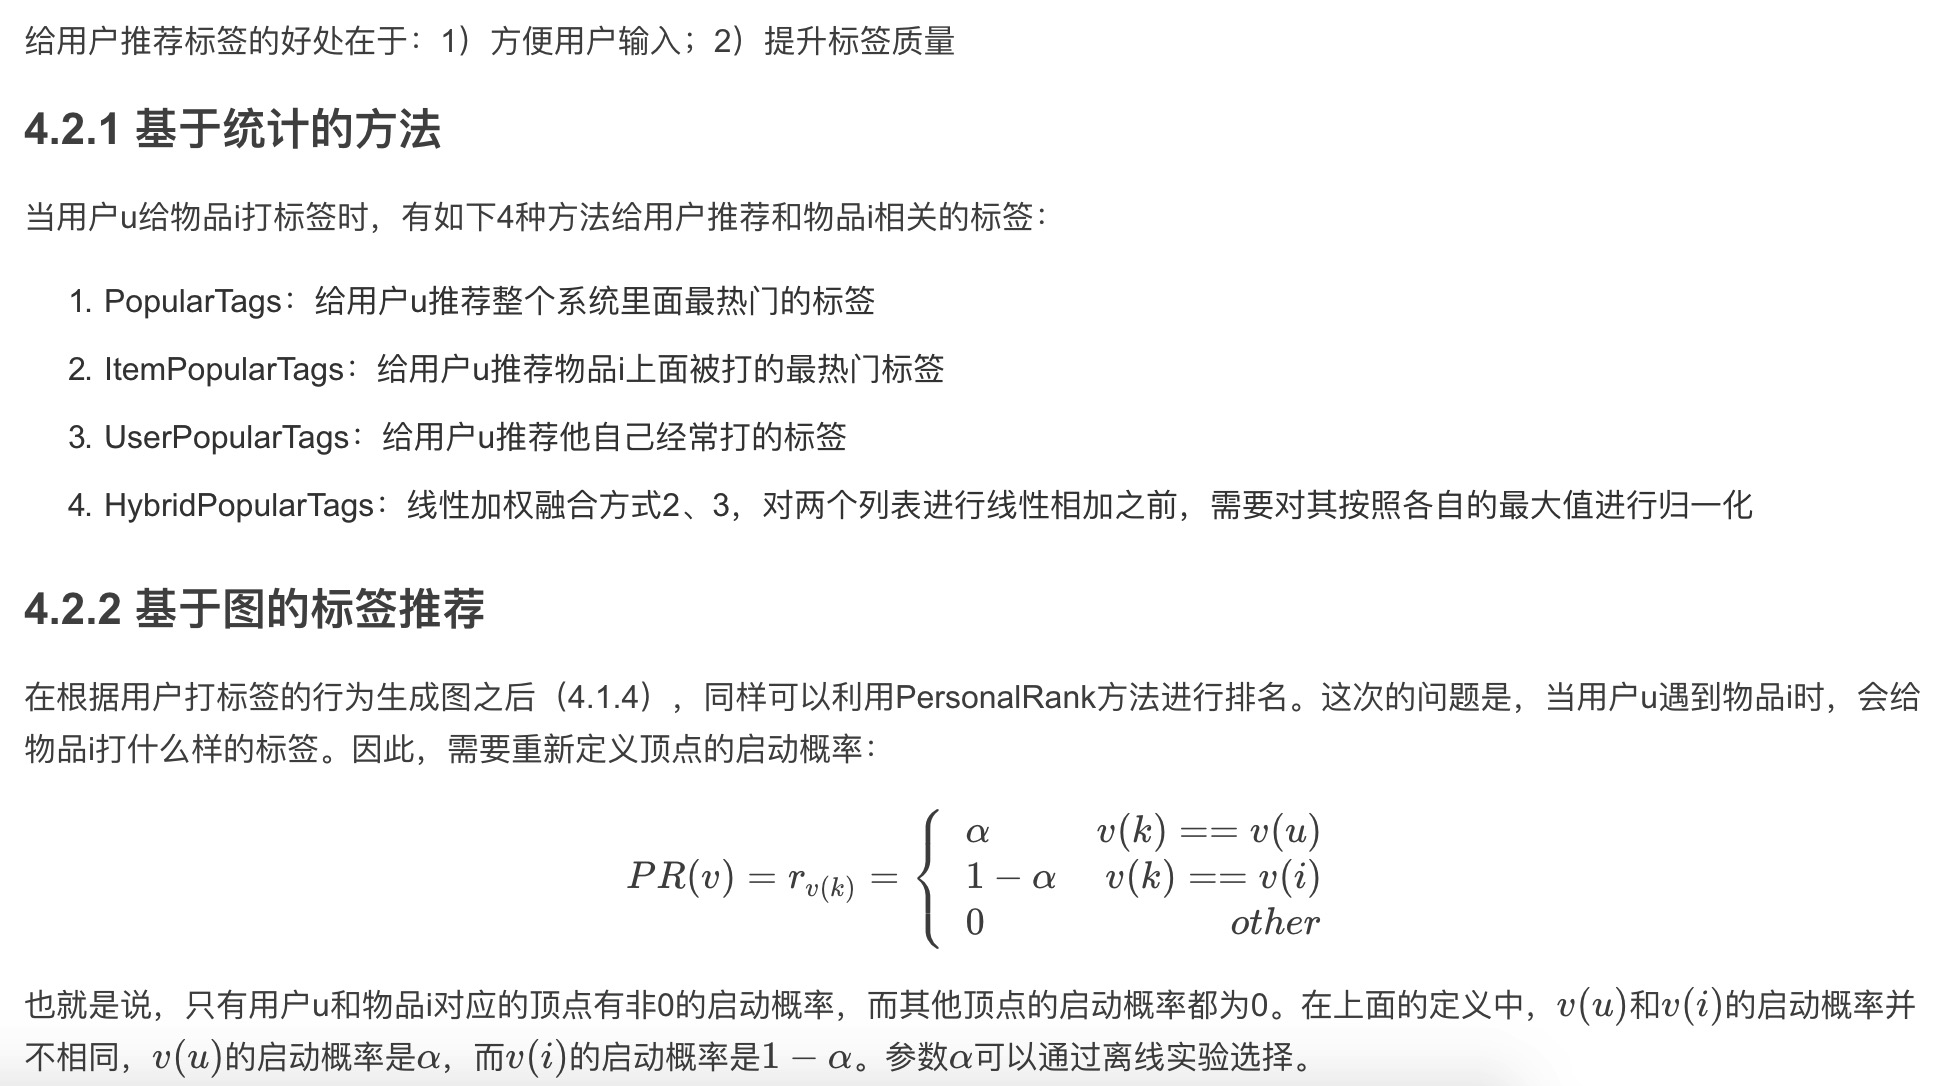 给用户推荐标签的好处在于：1）方便用户输入；2）提升标签质量
4.2.1 基于统计的方法
当用户u给物品i打标签时，有如下4种方法给用户推荐和物品i相关的标签：
1. PopularTags：给用户u推荐整个系统里面最热门的标签
2. ItemPopularTags：给用户u推荐物品i上面被打的最热门标签
3. UserPopularTags：给用户u推荐他自己经常打的标签
4. HybridPopularTags：线性加权融合方式2、3，对两个列表进行线性相加之前，需要对其按照各自的最大值进行归一化
4.2.2 基于图的标签推荐
在根据用户打标签的行为生成图之后（4.1.4），同样可以利用PersonalRank方法进行排名。这次的问题是，当用户u遇到物品i时，会给
物品i打什么样的标签。因此，需要重新定义顶点的启动概率：
α v(k) == v(u)
PR(v) = r_{v(k)} = { 1 − α v(k) == v(i)
0 other
也就是说，只有用户u和物品i对应的顶点有非0的启动概率，而其他顶点的启动概率都为0。在上面的定义中，v(u)和v(i)的启动概率并
不相同，v(u)的启动概率是α，而v(i)的启动概率是1 − α。参数α可以通过离线实验选择。